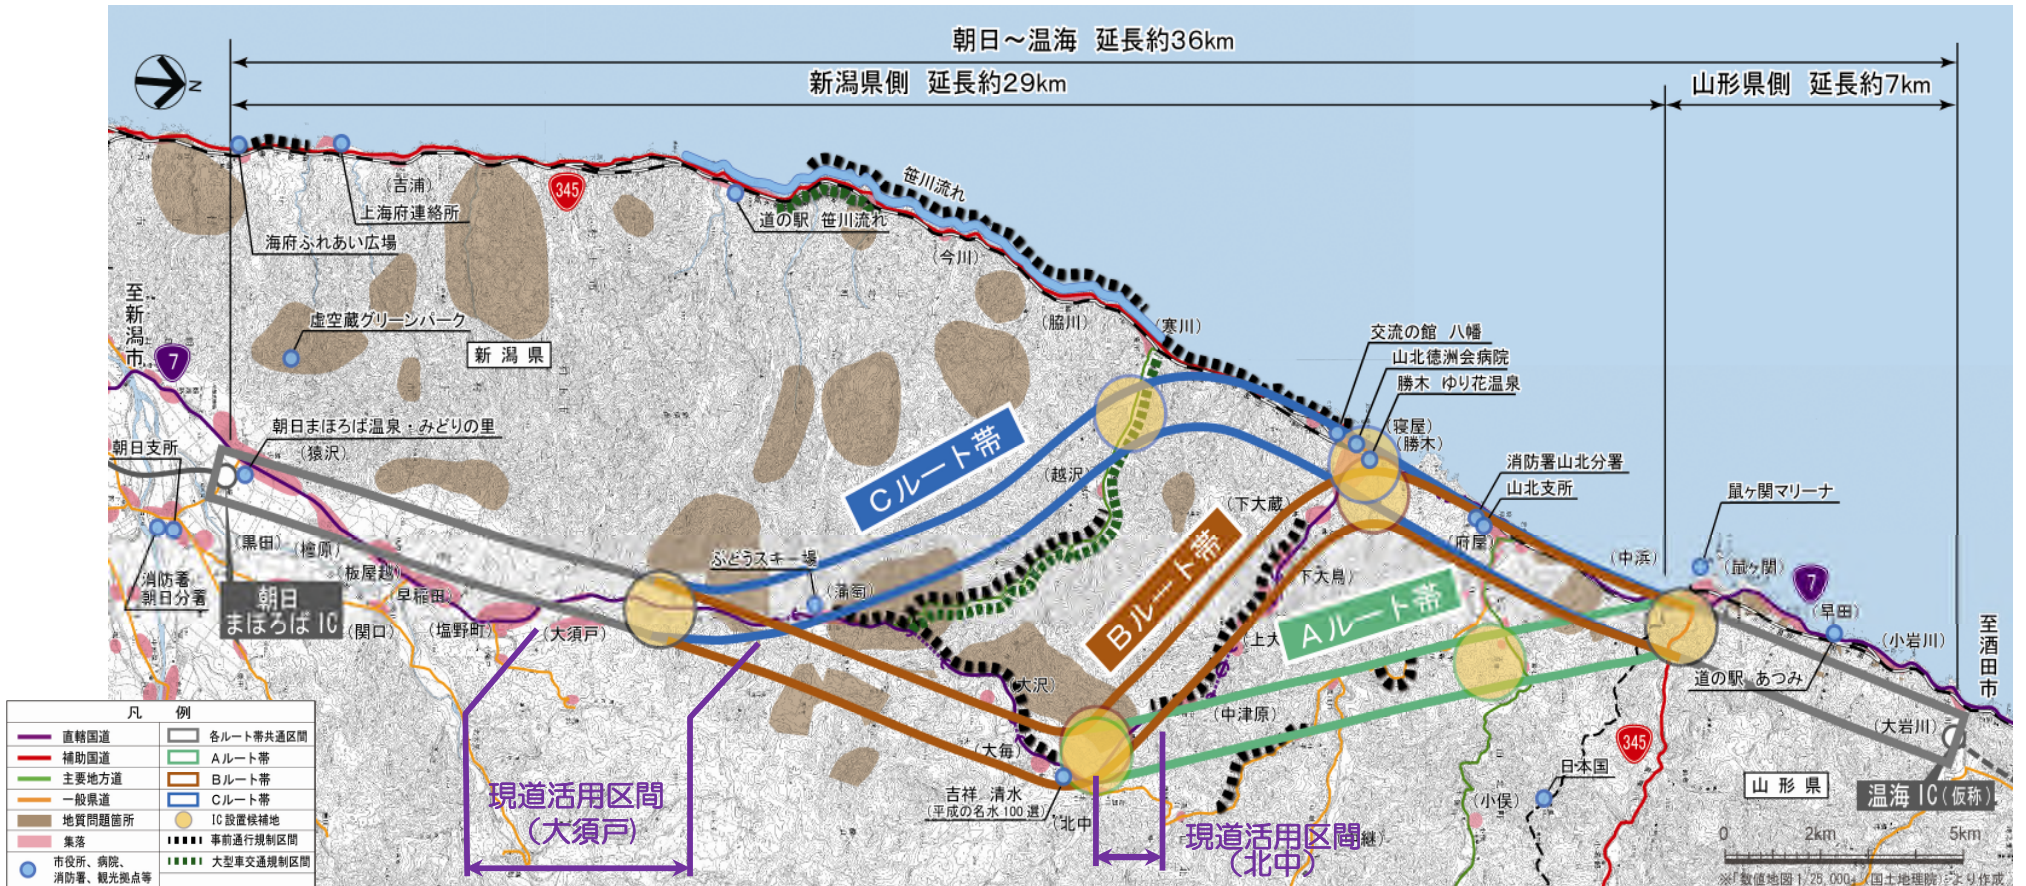 朝日～温海 延長約36km
新潟県側 延長約29km
山形県側 延長約7km
N
345
(吉浦)
上海府連絡所
海府ふれあい広場
道の駅 笹川流れ
笹川流れ
(今川)
(脇川)
(寒川)
至新潟市
7
虚空蔵グリーンパーク
新潟県
交流の館 八幡
山北徳洲会病院
勝木 ゆり花温泉
(寝屋)
(勝木)
朝日まほろば温泉・みどりの里
(猿沢)
朝日支所
Cルート帯
(越沢)
(下大蔵)
消防署山北分署
山北支所
鼠ヶ関マリーナ
(府屋)
(中浜)
(鼠ヶ関)
7
(早田)
(小岩川)
至酒田市
(黒田)
(檜原)
(板屋越)
(早稲田)
消防署
朝日分署
朝日
まほろばIC
(関口)
(塩野町)
(大須戸)
ぶどうスキー場
(蒲萄)
Bルート帯
下大鳥)
(上大
Aルート帯
道の駅 あつみ
(大沢)
(大毎)
(中津原)
(大岩川)
345
日本国
山形県
温海IC(仮称)
吉祥 清水
(平成の名水100選)
(北中
(小俣)
継)
現道活用区間
(大須戸)
現道活用区間
(北中)
0 2km 5km
※「数値地図1/25,000」(国土地理院)より作成
凡 例
直轄国道
補助国道
主要地方道
一般県道
地質問題箇所
集落
市役所、病院、
消防署、観光拠点等
各ルート帯共通区間
Aルート帯
Bルート帯
Cルート帯
IC設置候補地
事前通行規制区間
大型車交通規制区間